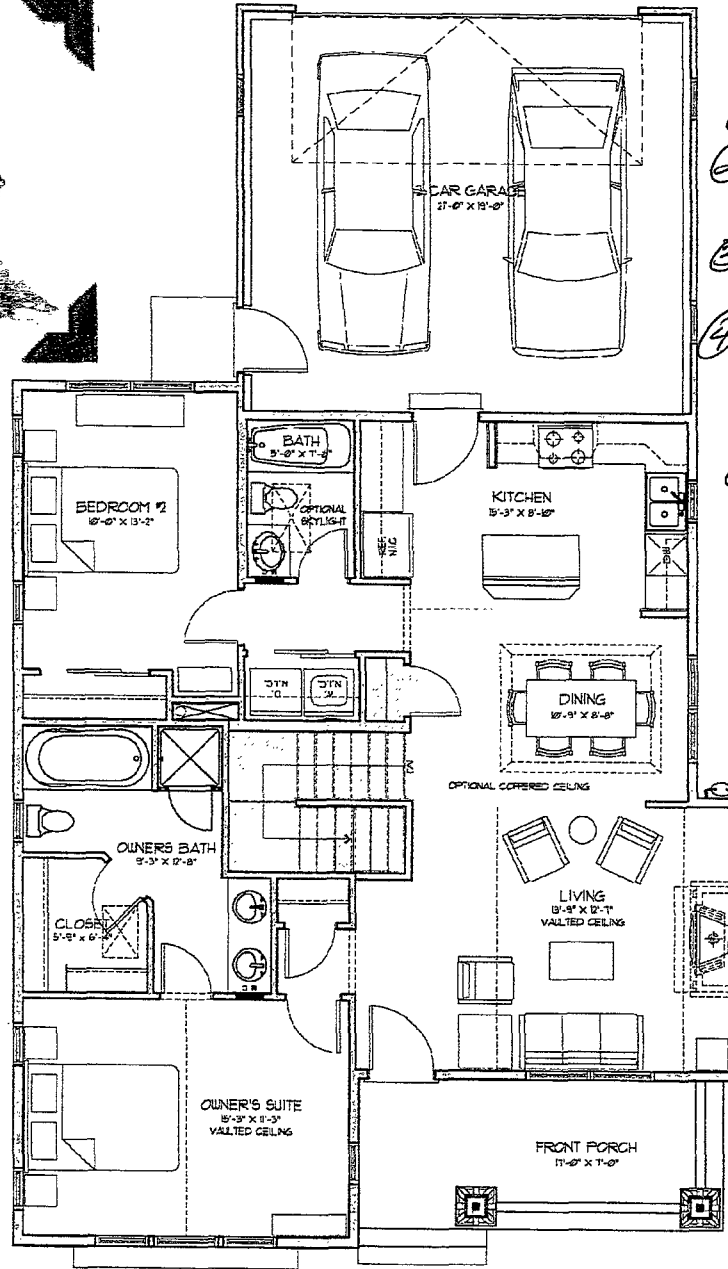 2 CAR GARAGE
21'-0" X 19'-0"
BATH
5'-0" X 7'-6"
OPTIONAL
SKYLIGHT
BEDROOM #2
10'-0" X 13'-2"
KITCHEN
15'-3" X 8'-10"
REF.
N.I.C.
N.I.C.
D.
N.I.C.
W.
DINING
10'-9" X 8'-8"
OPTIONAL COFFERED CEILING
OWNERS BATH
9'-3" X 12'-8"
CLOSET
LIVING
13'-9" X 12'-7"
VAULTED CEILING
OWNER'S SUITE
15'-3" X 11'-3"
VAULTED CEILING
FRONT PORCH
17'-0" X 7'-0"